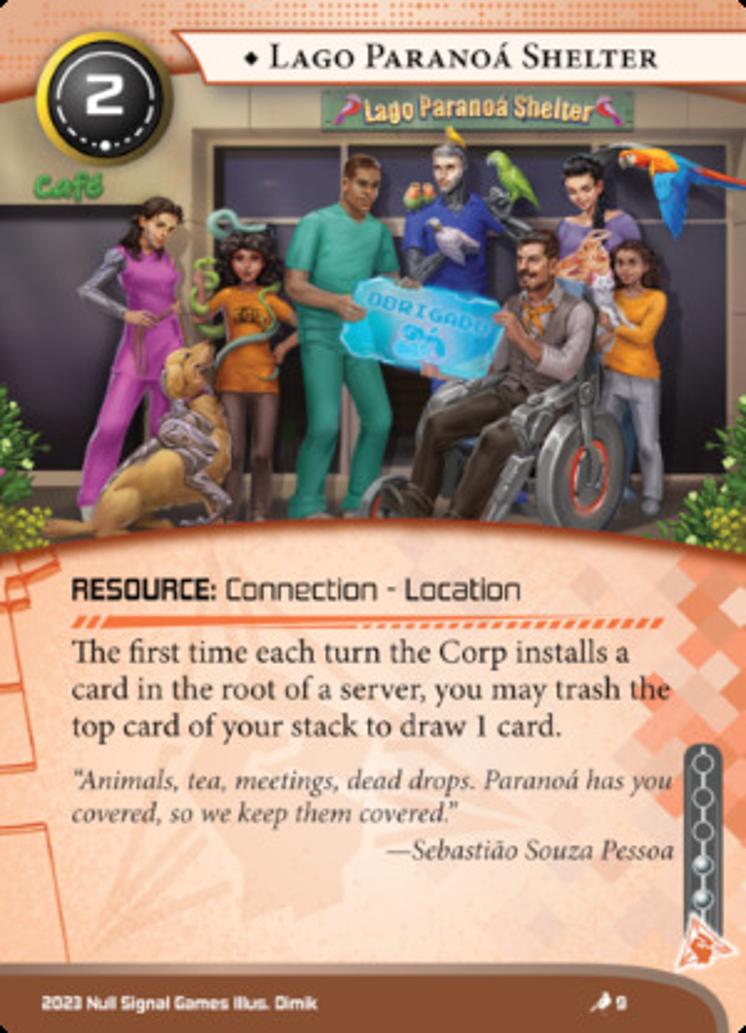 2
◆ Lago Paranoá Shelter
Lago Paranoá Shelter
Café
OBRIGADO
RESOURCE: Connection - Location
The first time each turn the Corp installs a
card in the root of a server, you may trash the
top card of your stack to draw 1 card.
“Animals, tea, meetings, dead drops. Paranoá has you
covered, so we keep them covered.”
—Sebastião Souza Pessoa
2023 Null Signal Games Illus. Dimik
9